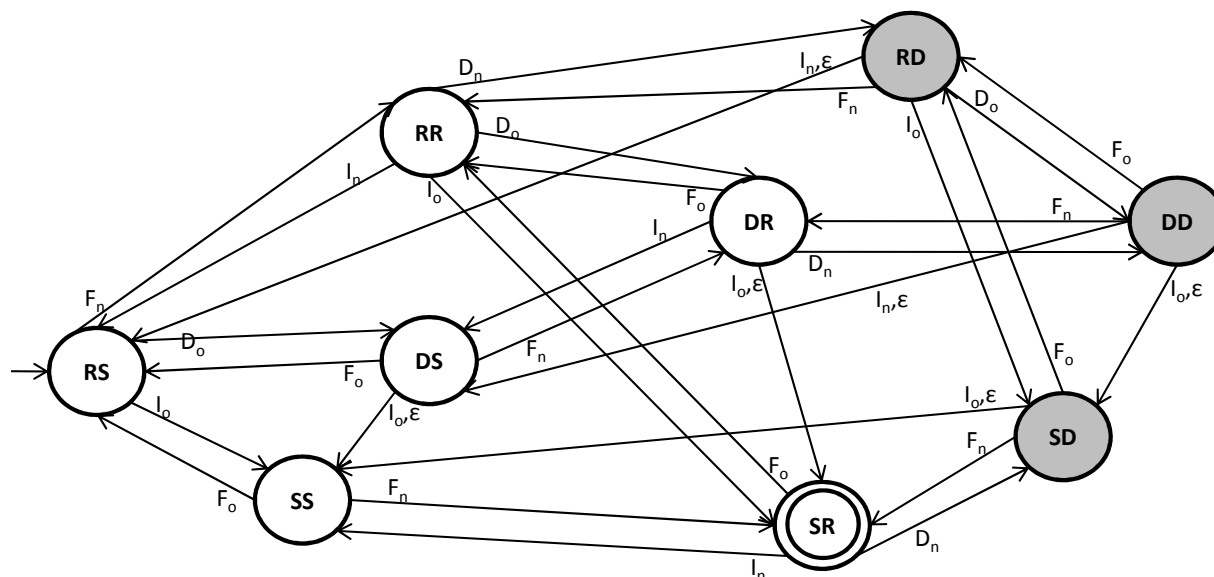 RD
Dₙ
Iₙ,ε
Fₙ
Dₒ
RR
Dₒ
Iₒ
Fₒ
Iₙ
Iₒ
Fₒ
DR
Fₙ
DD
Iₙ
Iₒ,ε
Dₙ
Iₙ,ε
Iₒ,ε
Fₙ
Dₒ
DS
Fₙ
Fₒ
RS
Fₒ
Iₒ
Iₒ,ε
Iₒ,ε
Fₙ
SD
Fₒ
SS
Fₙ
Fₒ
SR
Dₙ
Iₙ